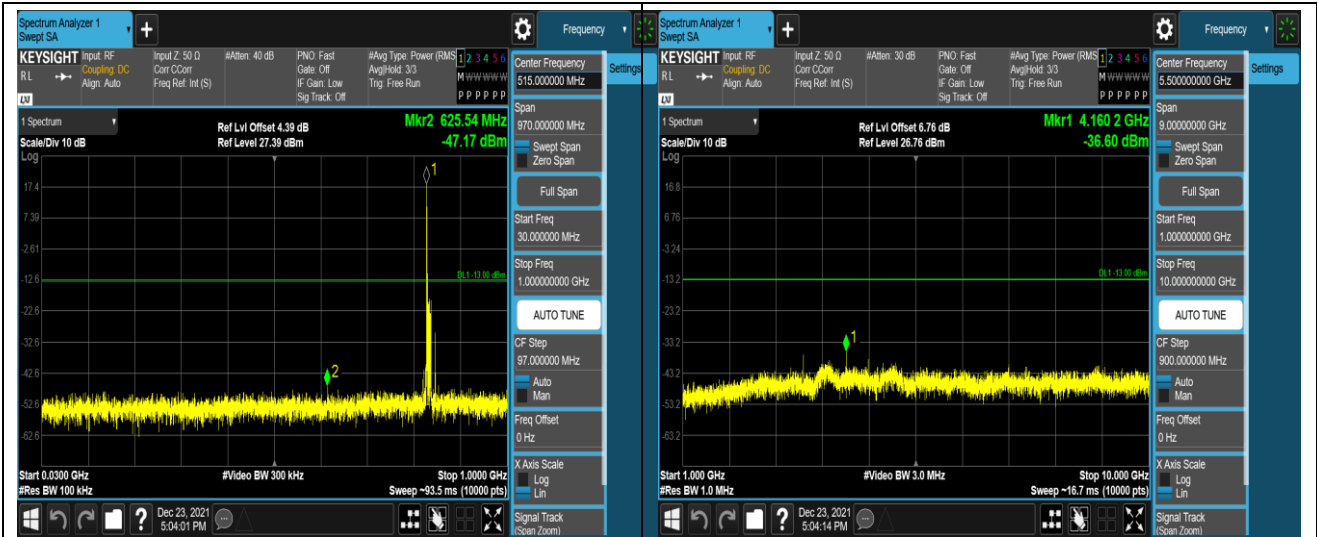 Spectrum Analyzer 1
Swept SA
+
Frequency
KEYSIGHT Input: RF Input Z: 50 Ω #Atten: 40 dB PNO: Fast #Avg Type: Power (RMS 1 2 3 4 5 6
RL Coupling: DC Corr CCorr Gate: Off Avg|Hold: 3/3 M W W W W W
Align: Auto Freq Ref: Int (S) IF Gain: Low Trig: Free Run
Sig Track: Off P P P P P P
LXI
1 Spectrum Ref Lvl Offset 4.39 dB Mkr2 625.54 MHz
Scale/Div 10 dB Ref Level 27.39 dBm -47.17 dBm
Log
1
17.4
7.39
-2.61
DL1 -13.00 dBm
-12.6
-22.6
-32.6
2
-42.6
-52.6
-62.6
Start 0.0300 GHz #Video BW 300 kHz Stop 1.0000 GHz
#Res BW 100 kHz Sweep ~93.5 ms (10000 pts)
Center Frequency
515.000000 MHz
Settings
Span
970.000000 MHz
Swept Span
Zero Span
Full Span
Start Freq
30.000000 MHz
Stop Freq
1.000000000 GHz
AUTO TUNE
CF Step
97.000000 MHz
Auto
Man
Freq Offset
0 Hz
X Axis Scale
Log
Lin
Signal Track
(Span Zoom)
? Dec 23, 2021
5:04:01 PM
Spectrum Analyzer 1
Swept SA
+
Frequency
KEYSIGHT Input: RF Input Z: 50 Ω #Atten: 30 dB PNO: Fast #Avg Type: Power (RMS 1 2 3 4 5 6
RL Coupling: DC Corr CCorr Gate: Off Avg|Hold: 3/3 M W W W W W
Align: Auto Freq Ref: Int (S) IF Gain: Low Trig: Free Run
Sig Track: Off P P P P P P
LXI
1 Spectrum Ref Lvl Offset 6.76 dB Mkr1 4.160 2 GHz
Scale/Div 10 dB Ref Level 26.76 dBm -36.60 dBm
Log
16.8
6.76
-3.24
DL1 -13.00 dBm
-13.2
-23.2
-33.2
1
-43.2
-53.2
-63.2
Start 1.000 GHz #Video BW 3.0 MHz Stop 10.000 GHz
#Res BW 1.0 MHz Sweep ~16.7 ms (10000 pts)
Center Frequency
5.500000000 GHz
Settings
Span
9.00000000 GHz
Swept Span
Zero Span
Full Span
Start Freq
1.000000000 GHz
Stop Freq
10.000000000 GHz
AUTO TUNE
CF Step
900.000000 MHz
Auto
Man
Freq Offset
0 Hz
X Axis Scale
Log
Lin
Signal Track
(Span Zoom)
? Dec 23, 2021
5:04:14 PM